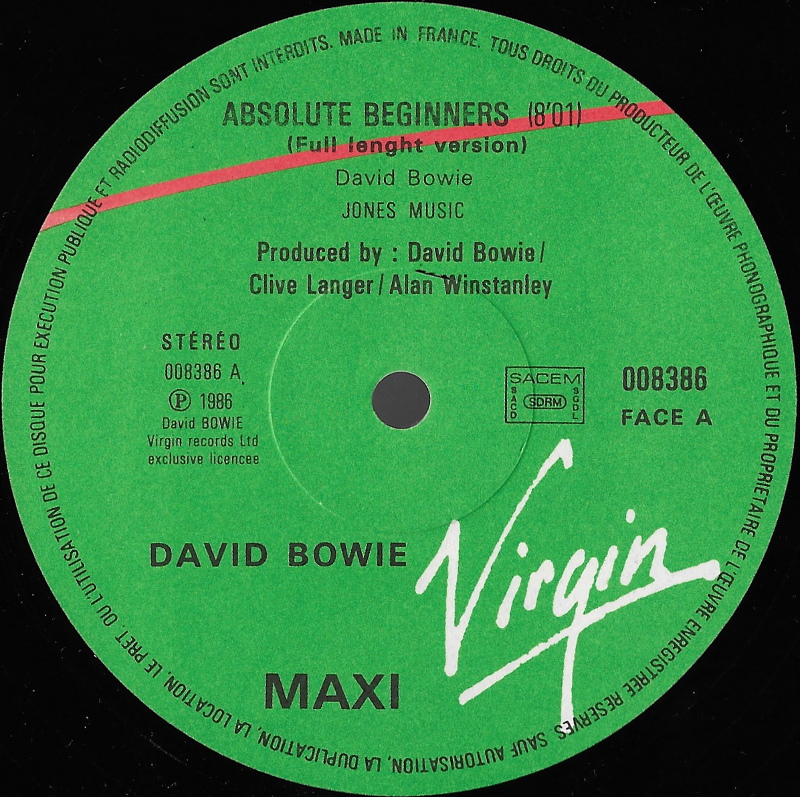 MADE IN FRANCE. TOUS DROITS DU PRODUCTEUR DE L'ŒUVRE PHONOGRAPHIQUE ET DU PROPRIETAIRE DE L'ŒUVRE ENREGISTREE RESERVES. SAUF AUTORISATION, LA DUPLICATION, LA LOCATION, LE PRET, OU L'UTILISATION DE CE DISQUE POUR EXECUTION PUBLIQUE ET RADIODIFFUSION SONT INTERDITS.
ABSOLUTE BEGINNERS (8'01)
(Full lenght version)
David Bowie
JONES MUSIC
Produced by : David Bowie/
Clive Langer/Alan Winstanley
STÉRÉO
008386 A
Ⓟ 1986
David BOWIE
Virgin records Ltd
exclusive licencee
SACEM
SACD
SDRM
SGDL
008386
FACE A
DAVID BOWIE
Virgin
MAXI